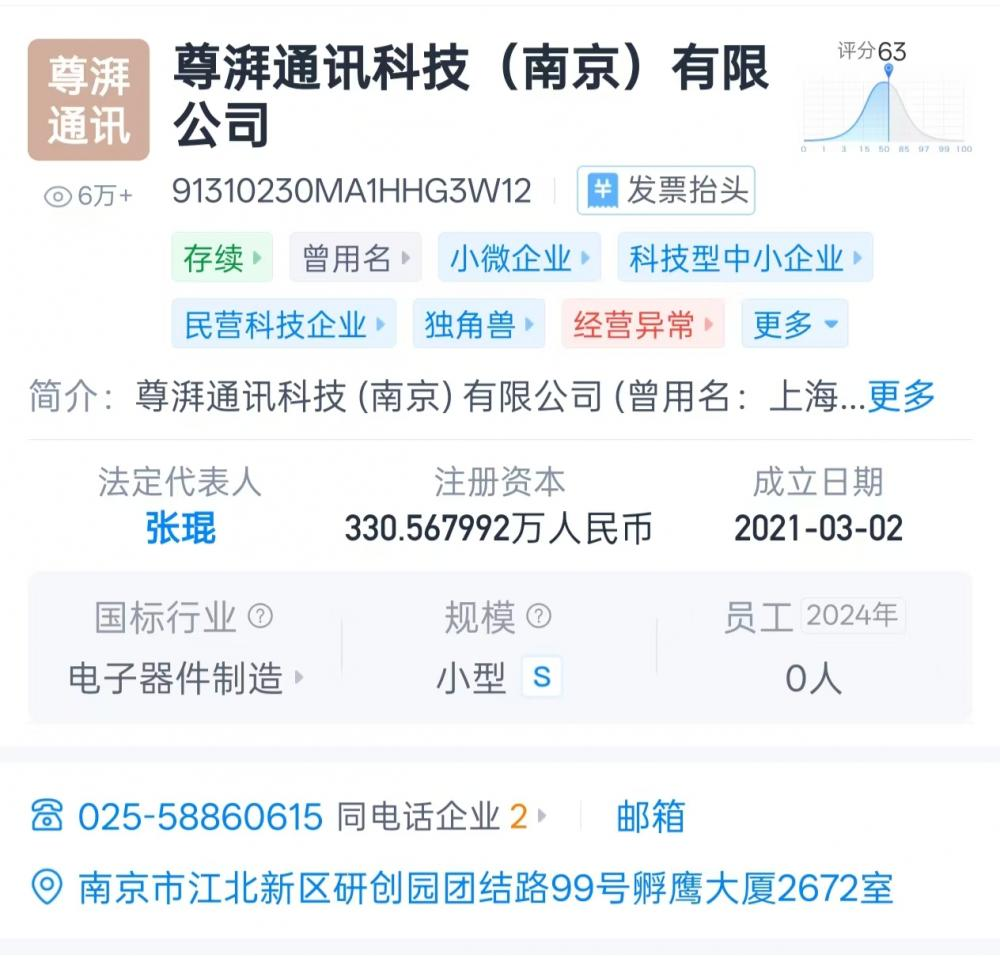 尊湃
通讯
尊湃通讯科技（南京）有限
公司
评分63
0 1 3 15 50 85 97 99 100
6万+
91310230MA1HHG3W12
发票抬头
存续 曾用名 小微企业 科技型中小企业
民营科技企业 独角兽 经营异常 更多
简介：尊湃通讯科技 (南京) 有限公司 (曾用名：上海...更多
法定代表人 注册资本 成立日期
张琨 330.567992万人民币 2021-03-02
国标行业 规模 员工 2024年
电子器件制造 小型 S 0人
025-58860615 同电话企业 2 邮箱
南京市江北新区研创园团结路99号孵鹰大厦2672室